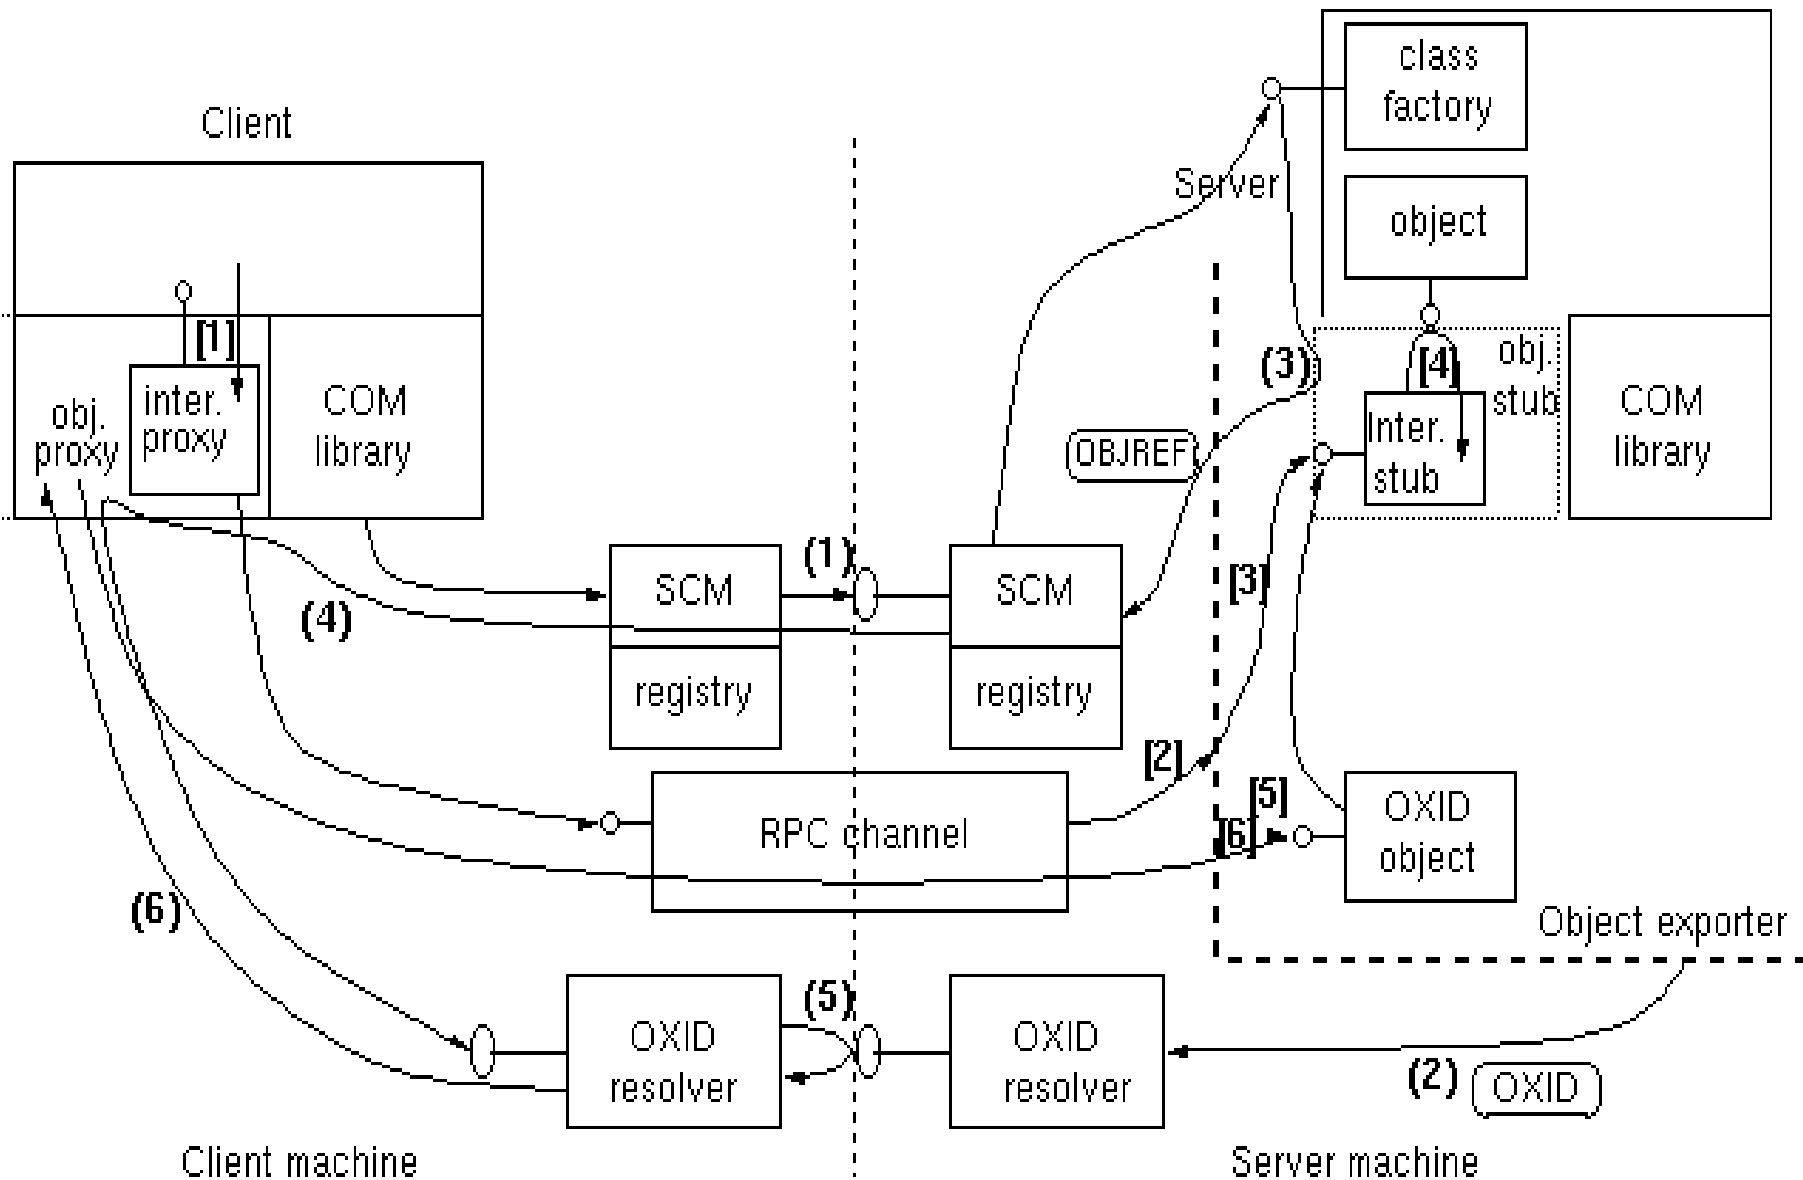 class
factory
Client
Server
object
[1]
(3)
[4]
obj.
stub
inter.
proxy
obj.
proxy
COM
library
OBJREF
Inter.
stub
COM
library
(1)
[3]
SCM
SCM
(4)
registry
registry
[2]
[5]
[6]
RPC channel
OXID
object
(6)
Object exporter
(5)
OXID
resolver
OXID
resolver
(2)
OXID
Client machine
Server machine